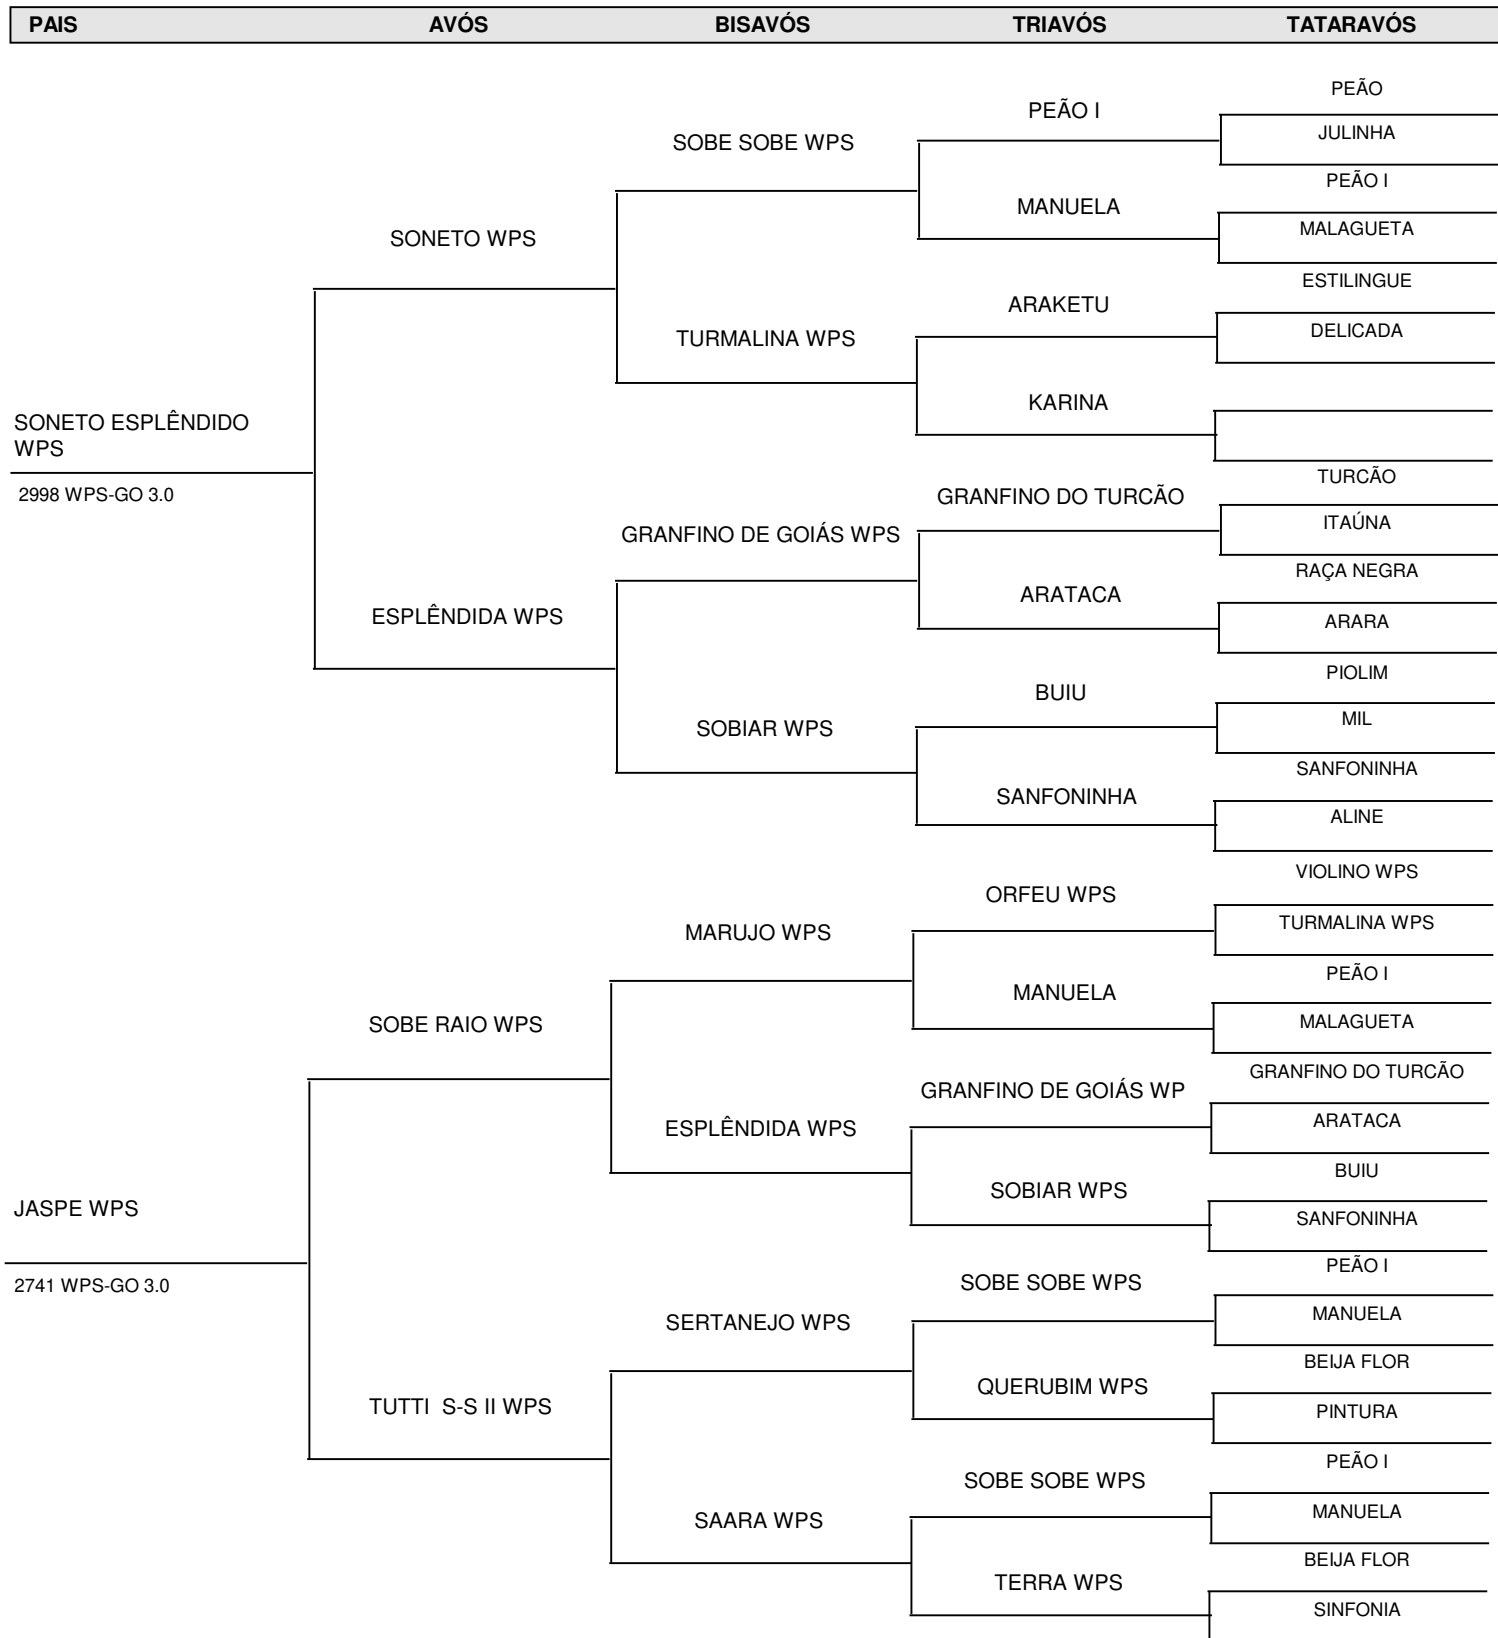 PAIS AVÓS BISAVÓS TRIAVÓS TATARAVÓS
PEÃO
PEÃO I
JULINHA
SOBE SOBE WPS
PEÃO I
MANUELA
MALAGUETA
SONETO WPS
ESTILINGUE
ARAKETU
DELICADA
TURMALINA WPS
KARINA
SONETO ESPLÊNDIDO
WPS
2998 WPS-GO 3.0
TURCÃO
GRANFINO DO TURCÃO
ITAÚNA
GRANFINO DE GOIÁS WPS
RAÇA NEGRA
ARATACA
ARARA
ESPLÊNDIDA WPS
PIOLIM
BUIU
MIL
SOBIAR WPS
SANFONINHA
SANFONINHA
ALINE
VIOLINO WPS
ORFEU WPS
TURMALINA WPS
MARUJO WPS
PEÃO I
MANUELA
MALAGUETA
SOBE RAIO WPS
GRANFINO DO TURCÃO
GRANFINO DE GOIÁS WP
ARATACA
ESPLÊNDIDA WPS
BUIU
SOBIAR WPS
SANFONINHA
JASPE WPS
2741 WPS-GO 3.0
PEÃO I
SOBE SOBE WPS
MANUELA
SERTANEJO WPS
BEIJA FLOR
QUERUBIM WPS
PINTURA
TUTTI S-S II WPS
PEÃO I
SOBE SOBE WPS
MANUELA
SAARA WPS
BEIJA FLOR
TERRA WPS
SINFONIA